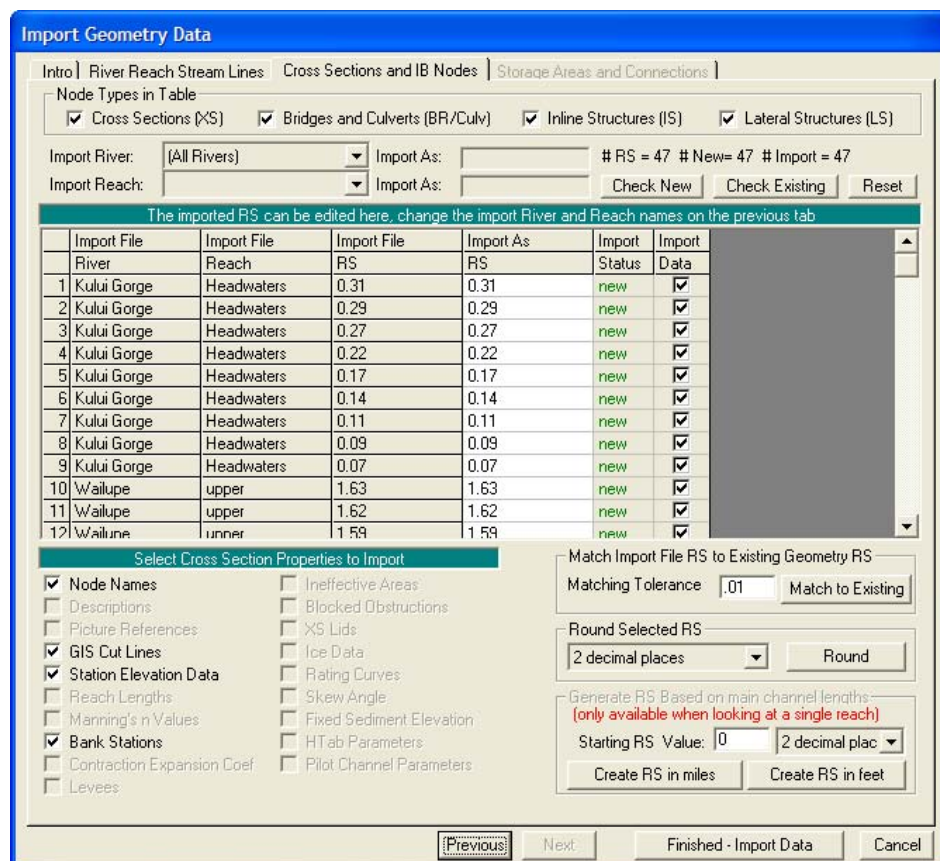 Import Geometry Data
Intro River Reach Stream Lines Cross Sections and IB Nodes Storage Areas and Connections
Node Types in Table
Cross Sections (XS) Bridges and Culverts (BR/Culv) Inline Structures (IS) Lateral Structures (LS)
Import River: (All Rivers) Import As: # RS = 47 # New= 47 # Import = 47
Import Reach: Import As: Check New Check Existing Reset
The imported RS can be edited here, change the import River and Reach names on the previous tab
Import File Import File Import File Import As Import Import
River Reach RS RS Status Data
1 Kului Gorge Headwaters 0.31 0.31 new
2 Kului Gorge Headwaters 0.29 0.29 new
3 Kului Gorge Headwaters 0.27 0.27 new
4 Kului Gorge Headwaters 0.22 0.22 new
5 Kului Gorge Headwaters 0.17 0.17 new
6 Kului Gorge Headwaters 0.14 0.14 new
7 Kului Gorge Headwaters 0.11 0.11 new
8 Kului Gorge Headwaters 0.09 0.09 new
9 Kului Gorge Headwaters 0.07 0.07 new
10 Wailupe upper 1.63 1.63 new
11 Wailupe upper 1.62 1.62 new
12 Wailupe upper 1.59 1.59 new
Select Cross Section Properties to Import
Node Names Ineffective Areas
Descriptions Blocked Obstructions
Picture References XS Lids
GIS Cut Lines Ice Data
Station Elevation Data Rating Curves
Reach Lengths Skew Angle
Manning's n Values Fixed Sediment Elevation
Bank Stations HTab Parameters
Contraction Expansion Coef Pilot Channel Parameters
Levees
Match Import File RS to Existing Geometry RS
Matching Tolerance .01 Match to Existing
Round Selected RS
2 decimal places Round
Generate RS Based on main channel lengths
(only available when looking at a single reach)
Starting RS Value: 0 2 decimal plac
Create RS in miles Create RS in feet
Previous Next Finished - Import Data Cancel